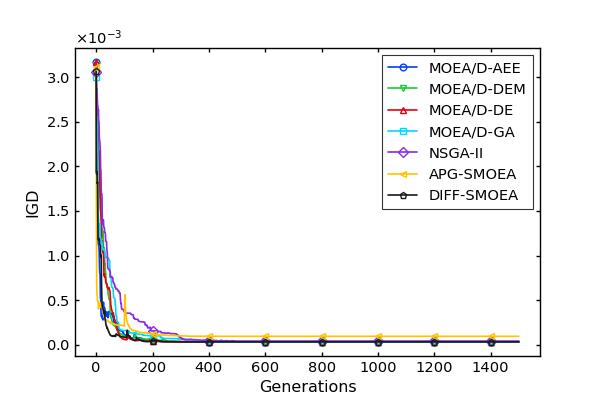 ×10⁻³
3.0
2.5
2.0
1.5
1.0
0.5
0.0
IGD
0 200 400 600 800 1000 1200 1400
Generations
MOEA/D-AEE
MOEA/D-DEM
MOEA/D-DE
MOEA/D-GA
NSGA-II
APG-SMOEA
DIFF-SMOEA